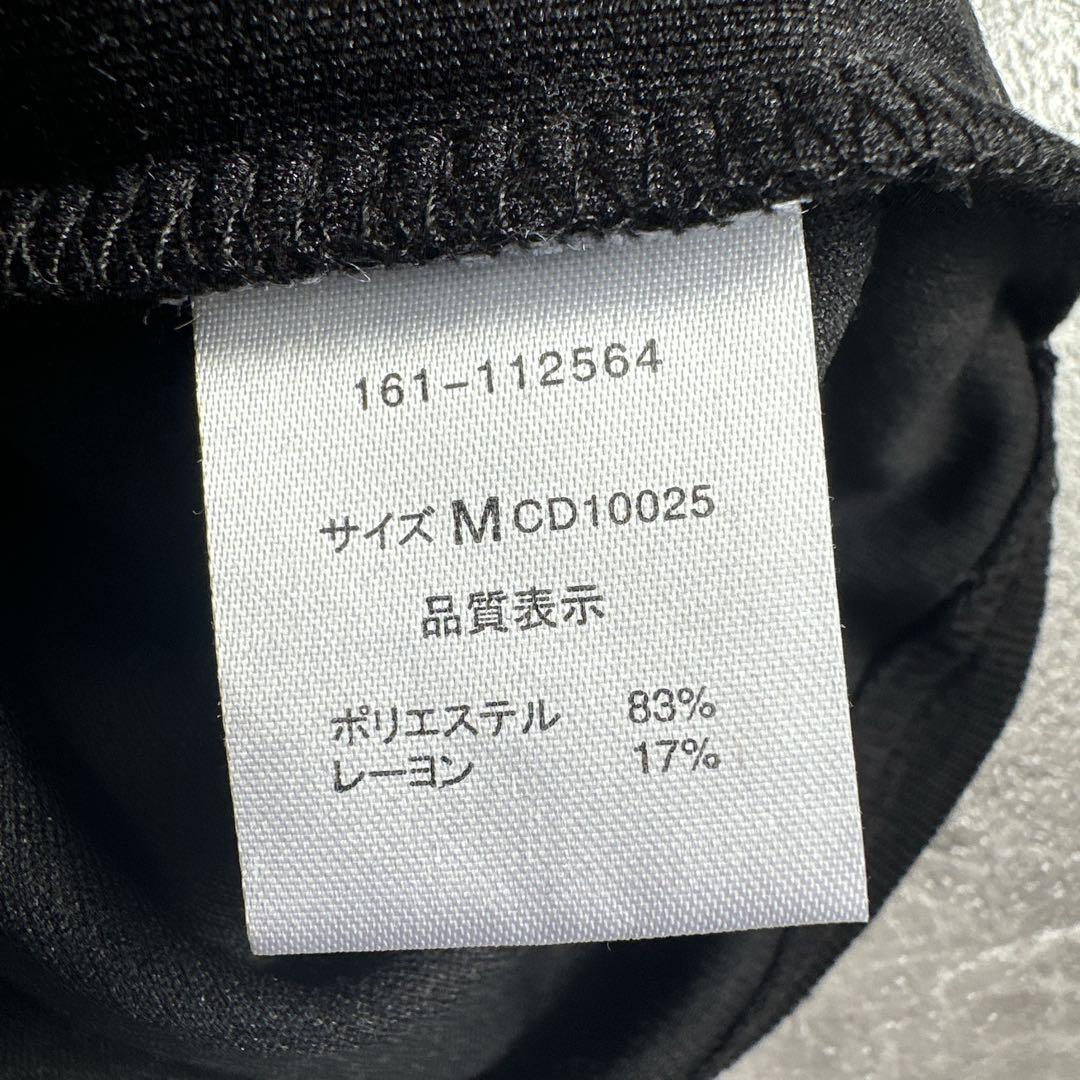 161-112564
サイズ M CD10025
品質表示
ポリエステル 83%
レーヨン 17%